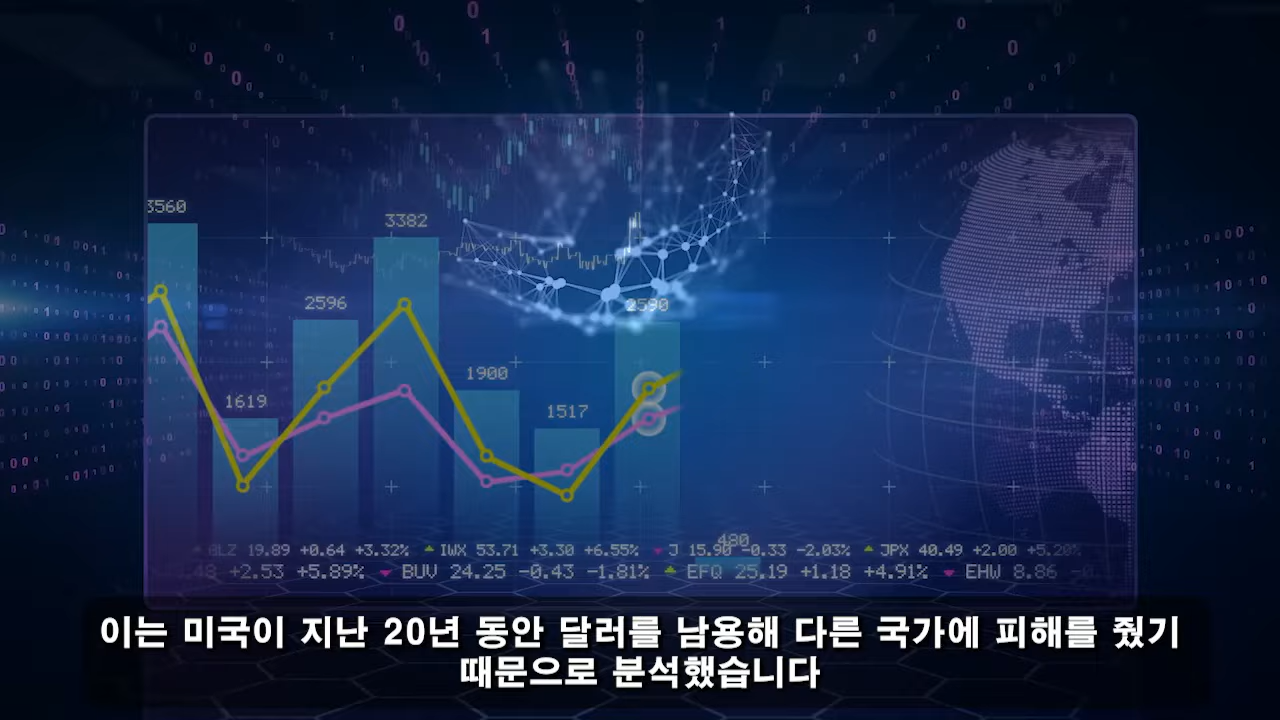 3560
3382
2596
2590
1900
1619
1517
480
BLZ 19.89 +0.64 +3.32% IWX 53.71 +3.30 +6.55% J 15.90 -0.33 -2.03% JPX 40.49 +2.00 +5.20%
+2.53 +5.89% BUV 24.25 -0.43 -1.81% EFQ 25.19 +1.18 +4.91% EHW 8.86
이는 미국이 지난 20년 동안 달러를 남용해 다른 국가에 피해를 줬기
때문으로 분석했습니다